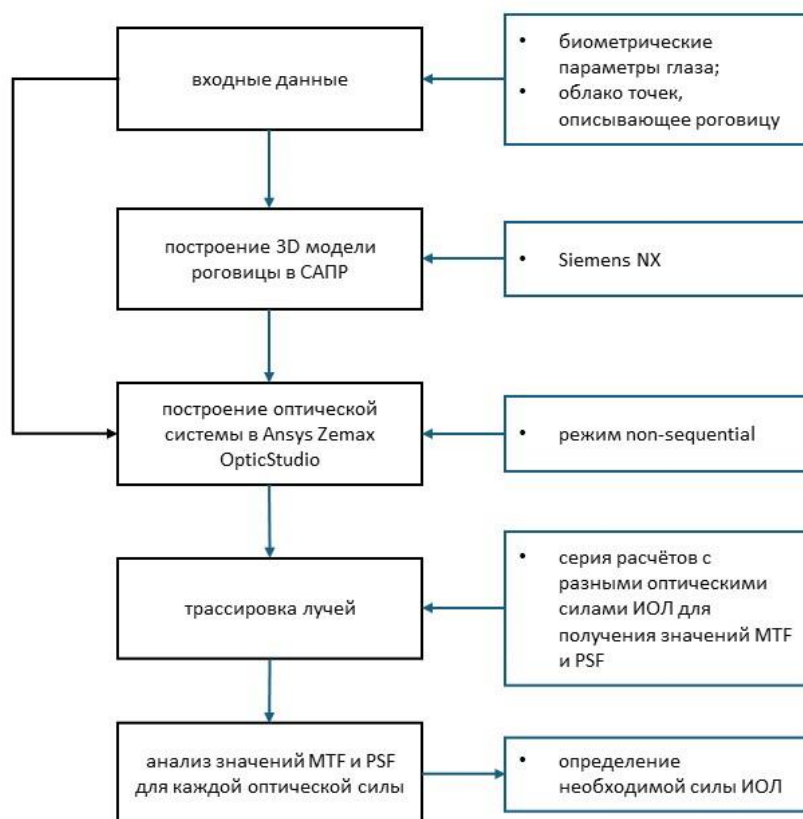 входные данные
• биометрические
параметры глаза;
• облако точек,
описывающее роговицу
построение 3D модели
роговицы в САПР
• Siemens NX
построение оптической
системы в Ansys Zemax
OpticStudio
• режим non-sequential
трассировка лучей
• серия расчётов с
разными оптическими
силами ИОЛ для
получения значений MTF
и PSF
анализ значений MTF и PSF
для каждой оптической силы
• определение
необходимой силы ИОЛ